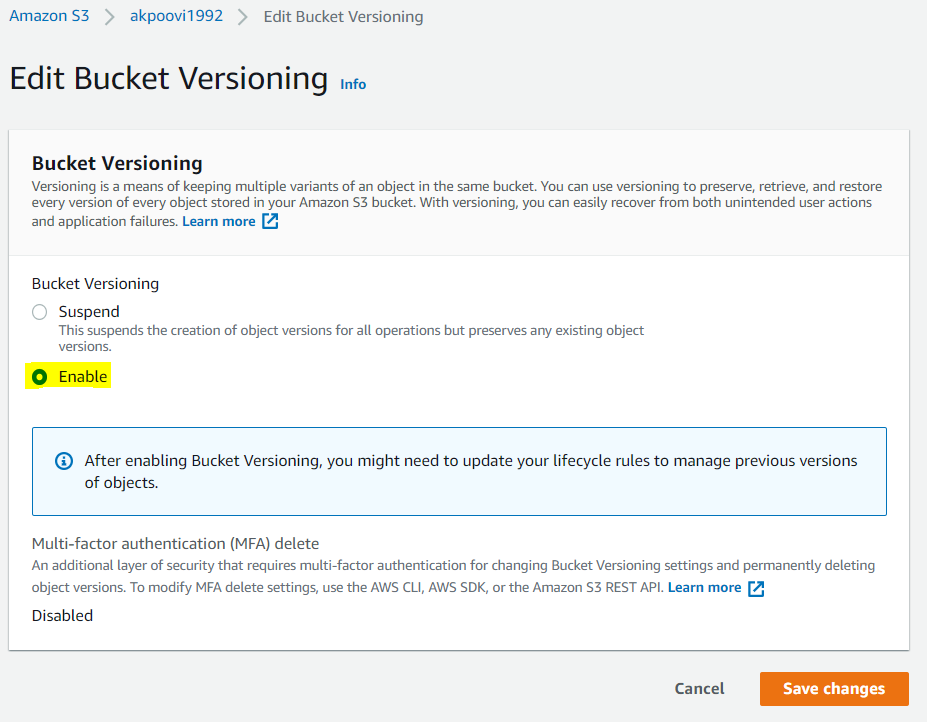 Amazon S3 > akpoovi1992 > Edit Bucket Versioning
Edit Bucket Versioning Info
Bucket Versioning
Versioning is a means of keeping multiple variants of an object in the same bucket. You can use versioning to preserve, retrieve, and restore
every version of every object stored in your Amazon S3 bucket. With versioning, you can easily recover from both unintended user actions
and application failures. Learn more
Bucket Versioning
Suspend
This suspends the creation of object versions for all operations but preserves any existing object
versions.
Enable
After enabling Bucket Versioning, you might need to update your lifecycle rules to manage previous versions
of objects.
Multi-factor authentication (MFA) delete
An additional layer of security that requires multi-factor authentication for changing Bucket Versioning settings and permanently deleting
object versions. To modify MFA delete settings, use the AWS CLI, AWS SDK, or the Amazon S3 REST API. Learn more
Disabled
Cancel Save changes